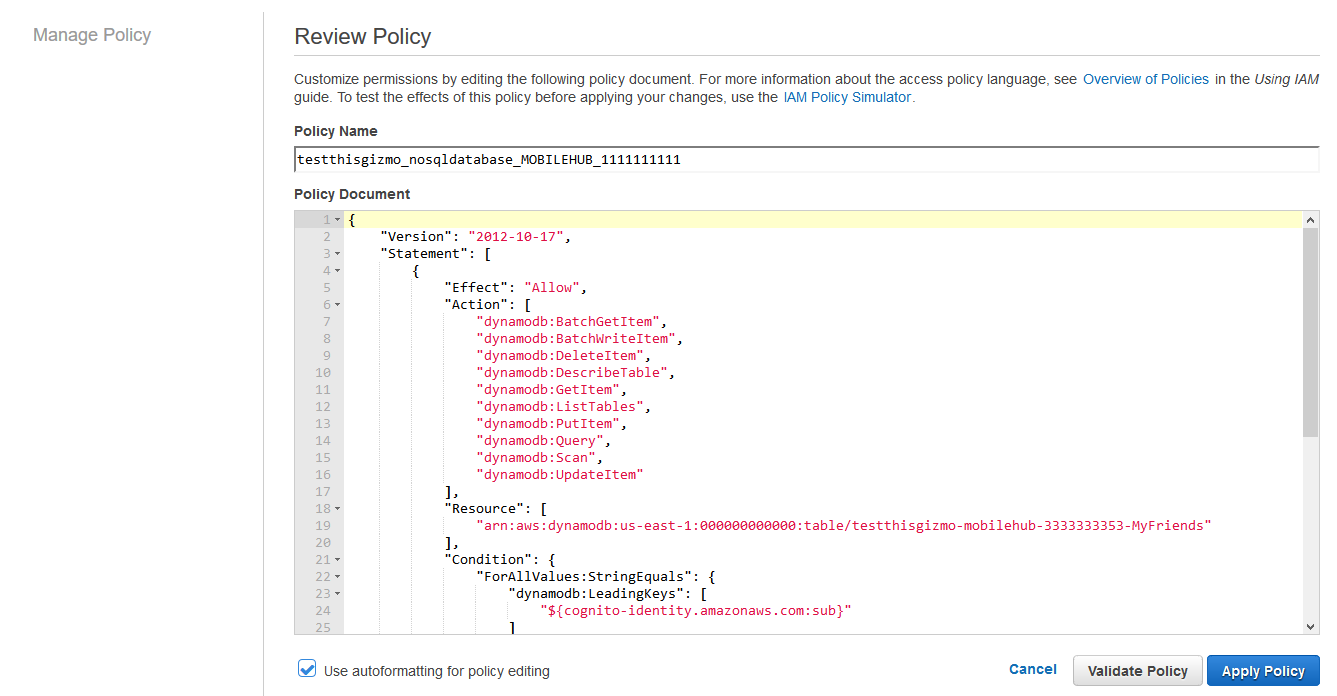 Manage Policy
Review Policy
Customize permissions by editing the following policy document. For more information about the access policy language, see Overview of Policies in the Using IAM
guide. To test the effects of this policy before applying your changes, use the IAM Policy Simulator.
Policy Name
testthisgizmo_nosqldatabase_MOBILEHUB_1111111111
Policy Document
1 {
2 "Version": "2012-10-17",
3 "Statement": [
4 {
5 "Effect": "Allow",
6 "Action": [
7 "dynamodb:BatchGetItem",
8 "dynamodb:BatchWriteItem",
9 "dynamodb:DeleteItem",
10 "dynamodb:DescribeTable",
11 "dynamodb:GetItem",
12 "dynamodb:ListTables",
13 "dynamodb:PutItem",
14 "dynamodb:Query",
15 "dynamodb:Scan",
16 "dynamodb:UpdateItem"
17 ],
18 "Resource": [
19 "arn:aws:dynamodb:us-east-1:000000000000:table/testthisgizmo-mobilehub-3333333353-MyFriends"
20 ],
21 "Condition": {
22 "ForAllValues:StringEquals": {
23 "dynamodb:LeadingKeys": [
24 "${cognito-identity.amazonaws.com:sub}"
25 ]
Use autoformatting for policy editing
Cancel
Validate Policy
Apply Policy